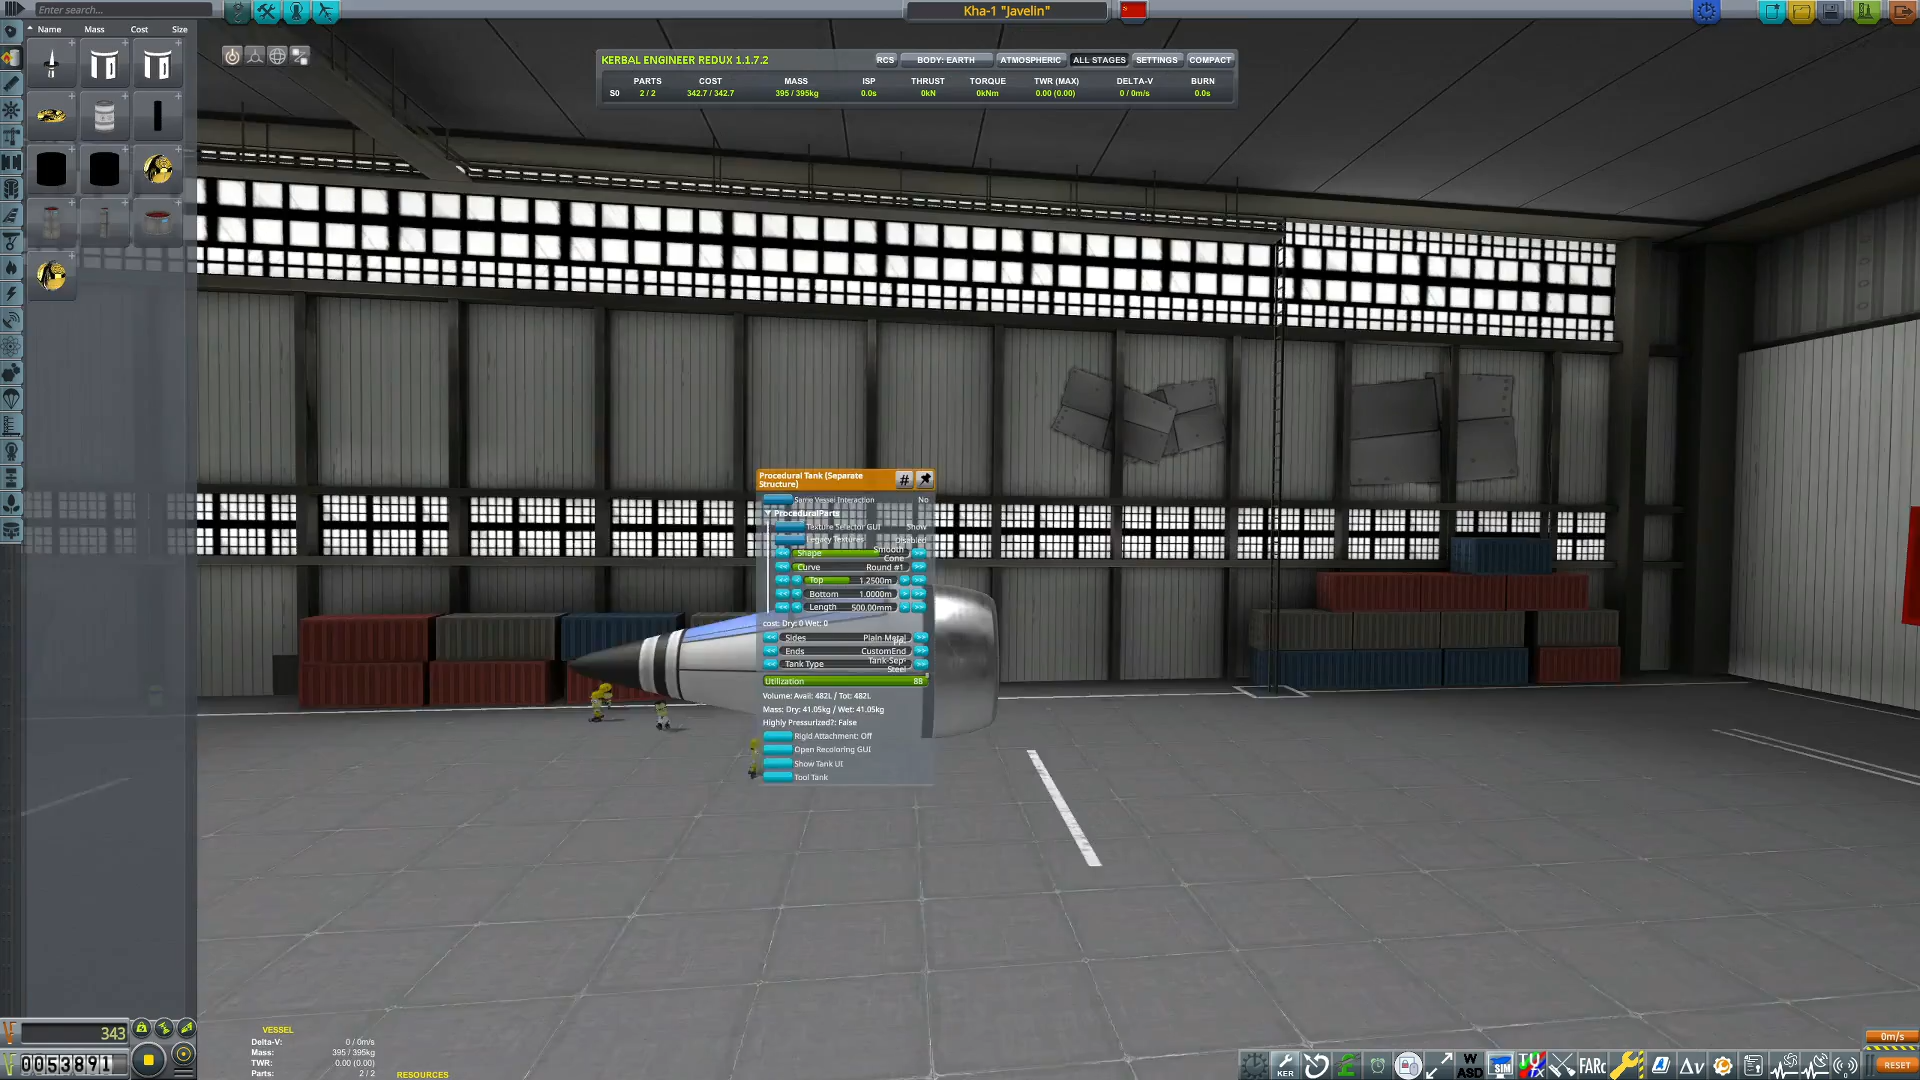 Enter search...
Kha-1 "Javelin"
Name Mass Cost Size
KERBAL ENGINEER REDUX 1.1.7.2
RCS BODY: EARTH ATMOSPHERIC ALL STAGES SETTINGS COMPACT
PARTS COST MASS ISP THRUST TORQUE TWR (MAX) DELTA-V BURN
S0 2 / 2 342.7 / 342.7 395 / 395kg 0.0s 0kN 0kNm 0.00 (0.00) 0 / 0m/s 0.0s
Procedural Tank (Separate
Structure)
#
Same Vessel Interaction No
ProceduralParts
Texture Selector GUI Show
Legacy Textures Disabled
Shape Smooth Cone
Curve Round #1
Top 1.2500m
Bottom 1.0000m
Length 500.00mm
cost: Dry: 0 Wet: 0
Sides Plain Metal
Ends CustomEnd
Tank Type Tank-Sep-Steel
Utilization 88
Volume: Avail: 482L / Tot: 482L
Mass: Dry: 41.05kg / Wet: 41.05kg
Highly Pressurized?: False
Rigid Attachment: Off
Open Recoloring GUI
Show Tank UI
Tool Tank
343
0053891
VESSEL
Delta-V: 0 / 0m/s
Mass: 395 / 395kg
TWR: 0.00 (0.00)
Parts: 2 / 2
RESOURCES
0m/s
KER
W
ASD
SIM
TU
FX
FARc
Δv
RESET